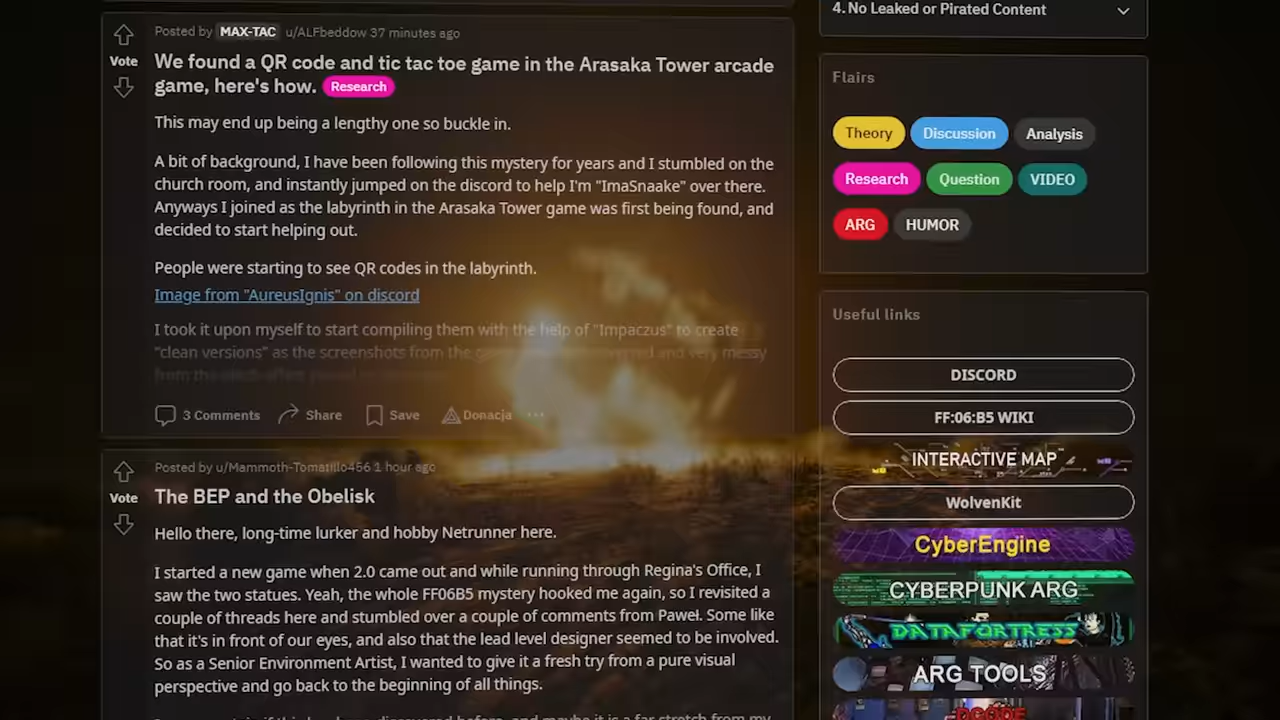 Posted by MAX-TAC u/ALFbeddow 37 minutes ago
Vote
We found a QR code and tic tac toe game in the Arasaka Tower arcade
game, here's how. Research
This may end up being a lengthy one so buckle in.
A bit of background, I have been following this mystery for years and I stumbled on the
church room, and instantly jumped on the discord to help I'm "ImaSnaake" over there.
Anyways I joined as the labyrinth in the Arasaka Tower game was first being found, and
decided to start helping out.
People were starting to see QR codes in the labyrinth.
Image from "AureusIgnis" on discord
I took it upon myself to start compiling them with the help of "Impaczus" to create
"clean versions" as the screenshots from the and very messy
3 Comments Share Save Donacja ...
Posted by u/Mammoth-Tomatillo456 1 hour ago
Vote
The BEP and the Obelisk
Hello there, long-time lurker and hobby Netrunner here.
I started a new game when 2.0 came out and while running through Regina's Office, I
saw the two statues. Yeah, the whole FF06B5 mystery hooked me again, so I revisited a
couple of threads here and stumbled over a couple of comments from Paweł. Some like
that it's in front of our eyes, and also that the lead level designer seemed to be involved.
So as a Senior Environment Artist, I wanted to give it a fresh try from a pure visual
perspective and go back to the beginning of all things.
4. No Leaked or Pirated Content
Flairs
Theory Discussion Analysis
Research Question VIDEO
ARG HUMOR
Useful links
DISCORD
FF:06:B5 WIKI
INTERACTIVE MAP
WolvenKit
CyberEngine
CYBERPUNK ARG
DATAFORTRESS
ARG TOOLS
DCODE